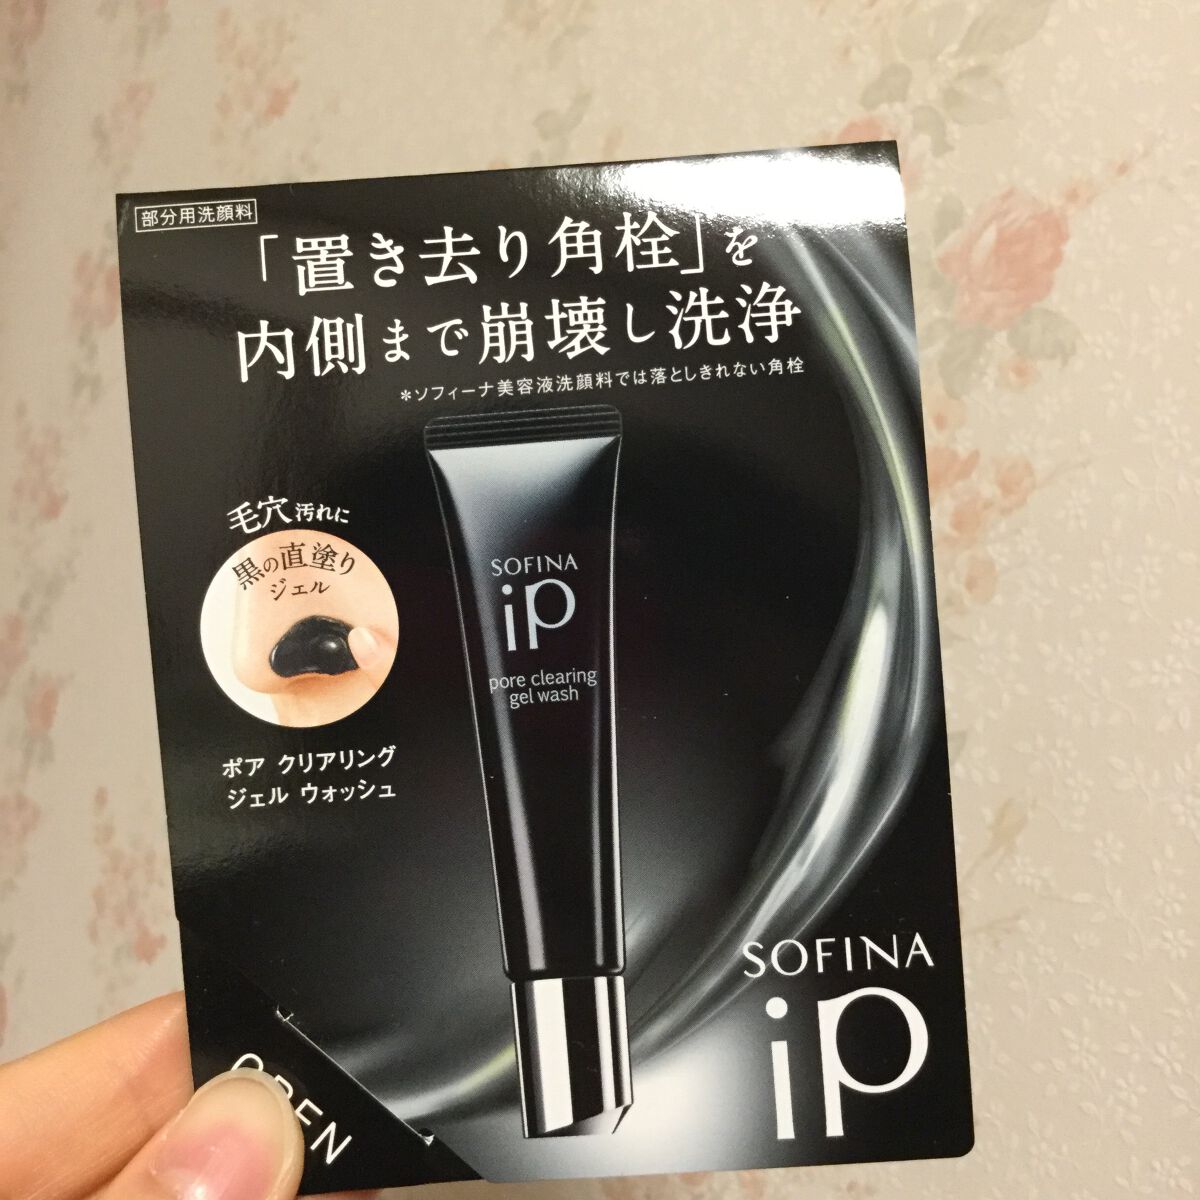 部分用洗顔料
「置き去り角栓」を
内側まで崩壊し洗浄
*ソフィーナ美容液洗顔料では落としきれない角栓
毛穴汚れに
黒の直塗り
ジェル
ポア クリアリング
ジェル ウォッシュ
SOFINA
iP
pore clearing
gel wash
SOFINA
iP
OPEN